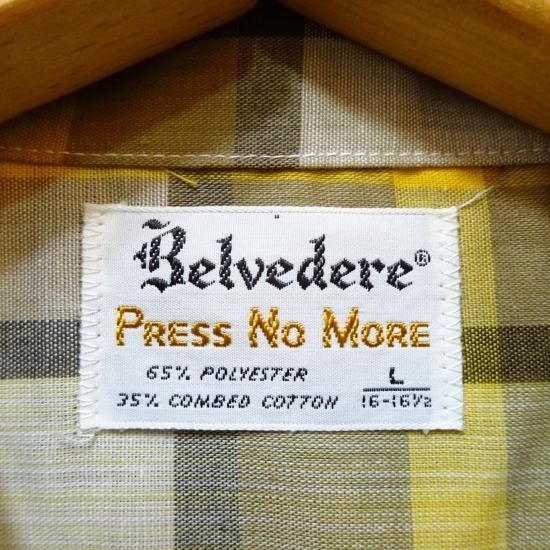 Belvedere®
PRESS NO MORE
65% POLYESTER
35% COMBED COTTON
L
16-16½